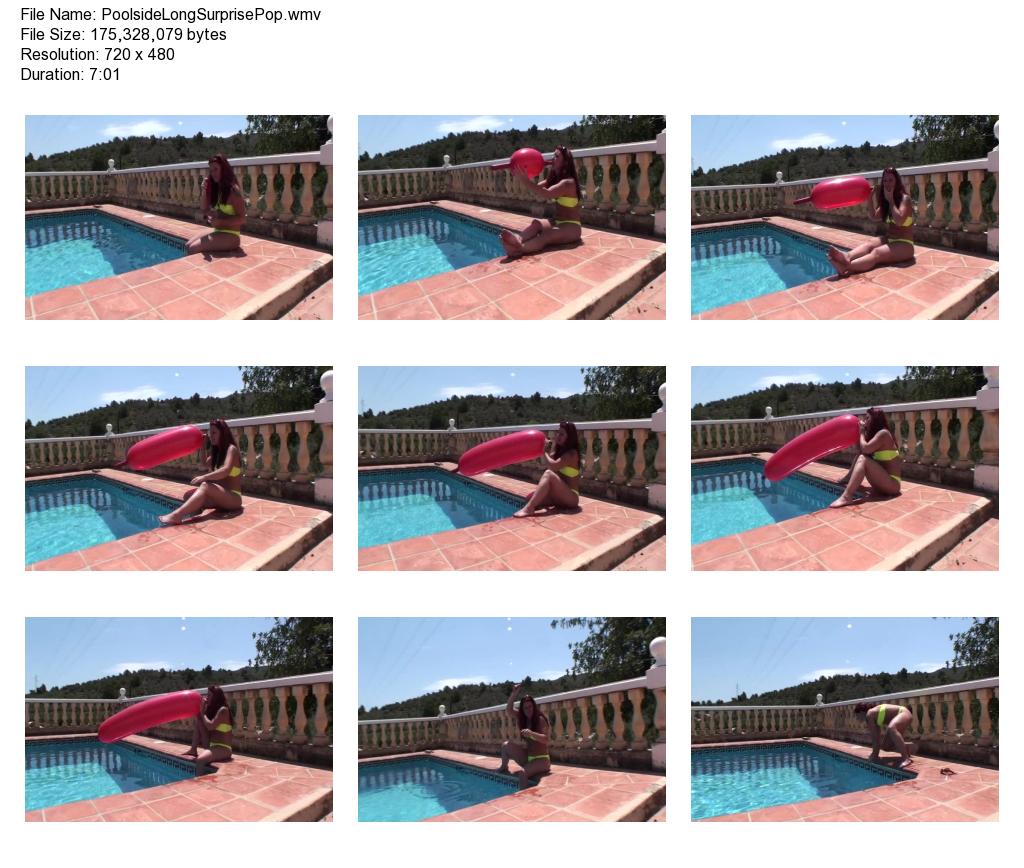 File Name: PoolsideLongSurprisePop.wmv
File Size: 175,328,079 bytes
Resolution: 720 x 480
Duration: 7:01